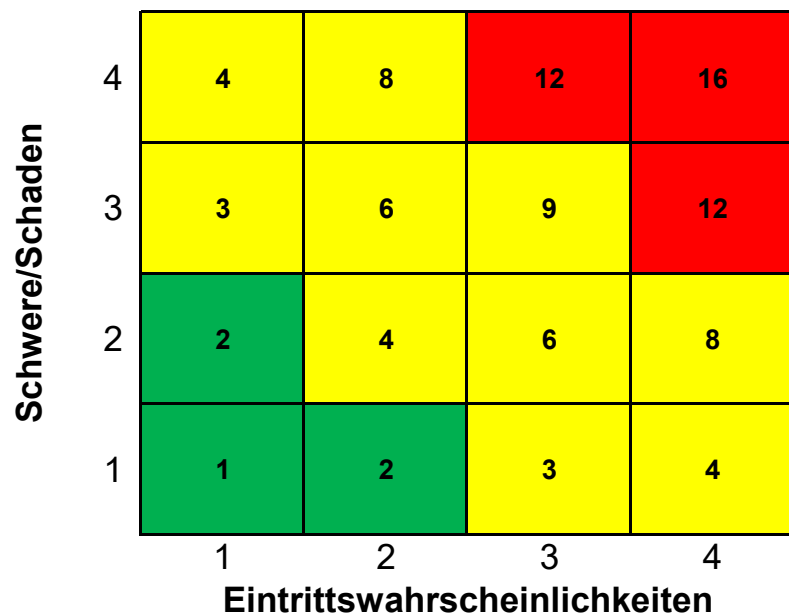 Schwere/Schaden
4 4 8 12 16
3 3 6 9 12
2 2 4 6 8
1 1 2 3 4
1 2 3 4
Eintrittswahrscheinlichkeiten